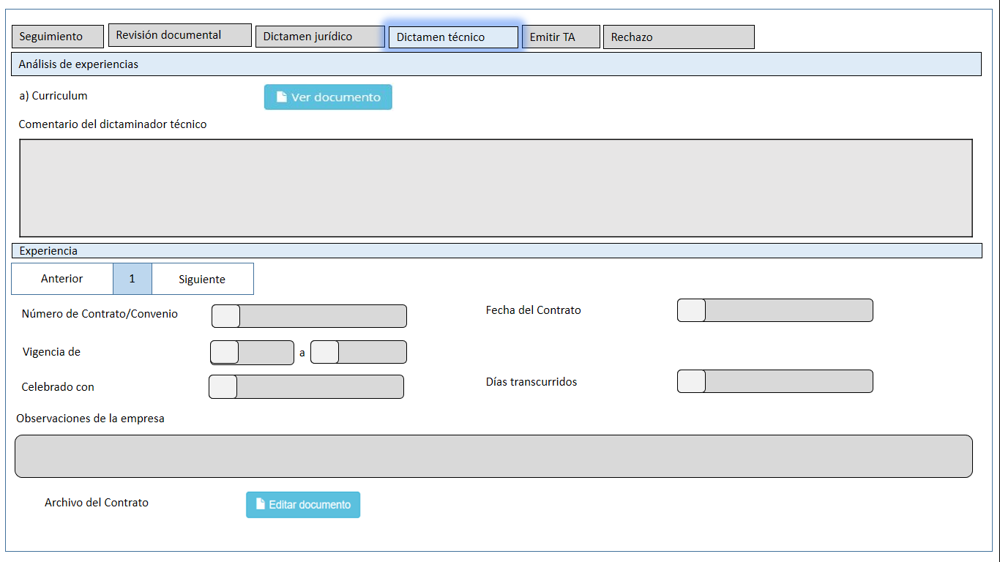 Seguimiento
Revisión documental
Dictamen jurídico
Dictamen técnico
Emitir TA
Rechazo
Análisis de experiencias
a) Curriculum
Ver documento
Comentario del dictaminador técnico
Experiencia
Anterior
1
Siguiente
Número de Contrato/Convenio
Fecha del Contrato
Vigencia de
a
Celebrado con
Días transcurridos
Observaciones de la empresa
Archivo del Contrato
Editar documento